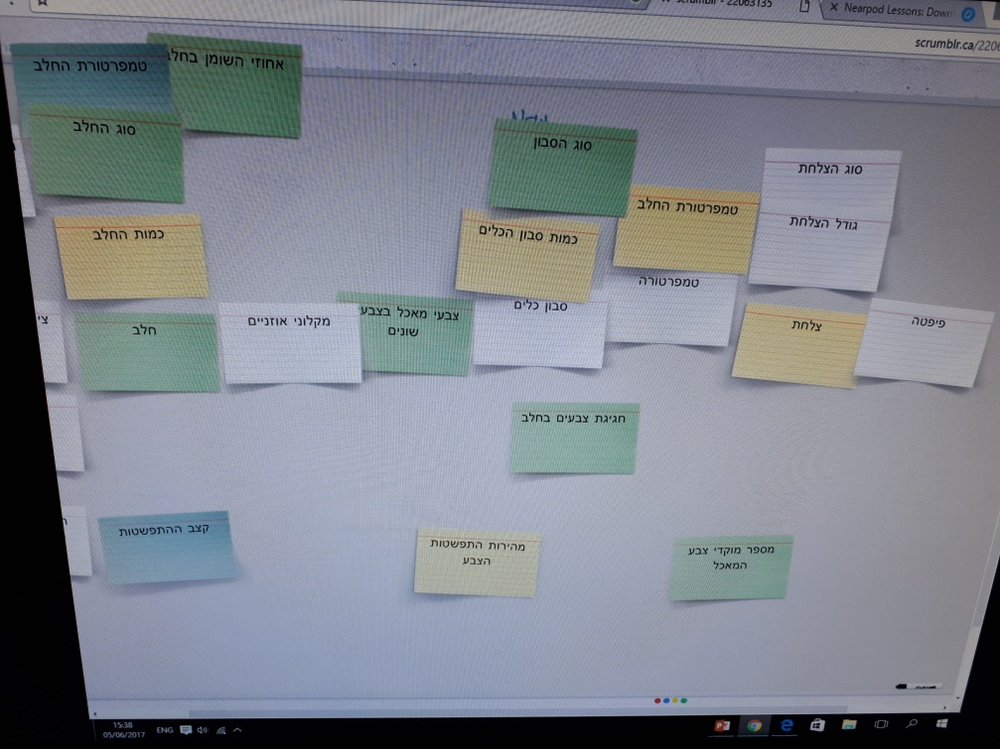 scrumblr - 22063135
Nearpod Lessons: Down
scrumblr.ca/2206
אחוזי השומן בחלב
טמפרטורת החלב
סוג החלב
סוג הסבון
סוג הצלחת
טמפרטורת החלב
גודל הצלחת
כמות סבון הכלים
כמות החלב
טמפרטורה
פיפטה
צלחת
סבון כלים
צבעי מאכל בצבע
שונים
מקלוני אוזניים
חלב
צי
חגיגת צבעים בחלב
מספר מוקדי צבע
המאכל
מהירות התפשטות
הצבע
קצב ההתפשטות
ENG
15:38
05/06/2017